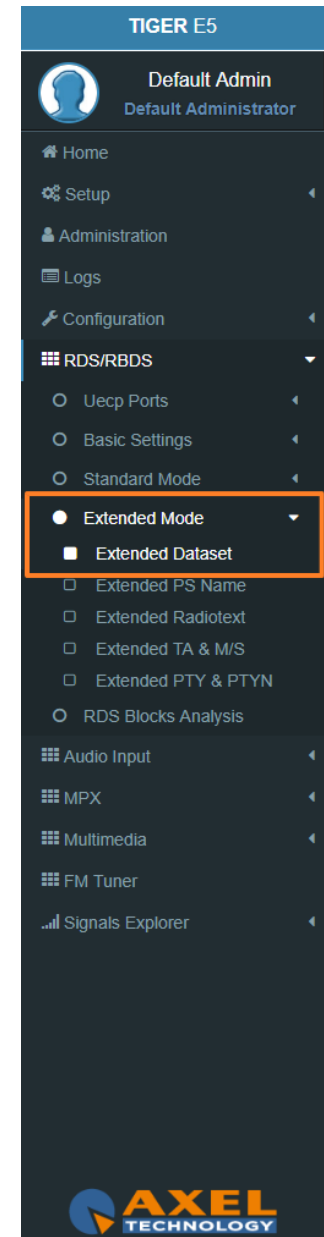 TIGER E5
Default Admin
Default Administrator
Home
Setup
Administration
Logs
Configuration
RDS/RBDS
Uecp Ports
Basic Settings
Standard Mode
Extended Mode
Extended Dataset
Extended PS Name
Extended Radiotext
Extended TA & M/S
Extended PTY & PTYN
RDS Blocks Analysis
Audio Input
MPX
Multimedia
FM Tuner
Signals Explorer
AXEL
TECHNOLOGY